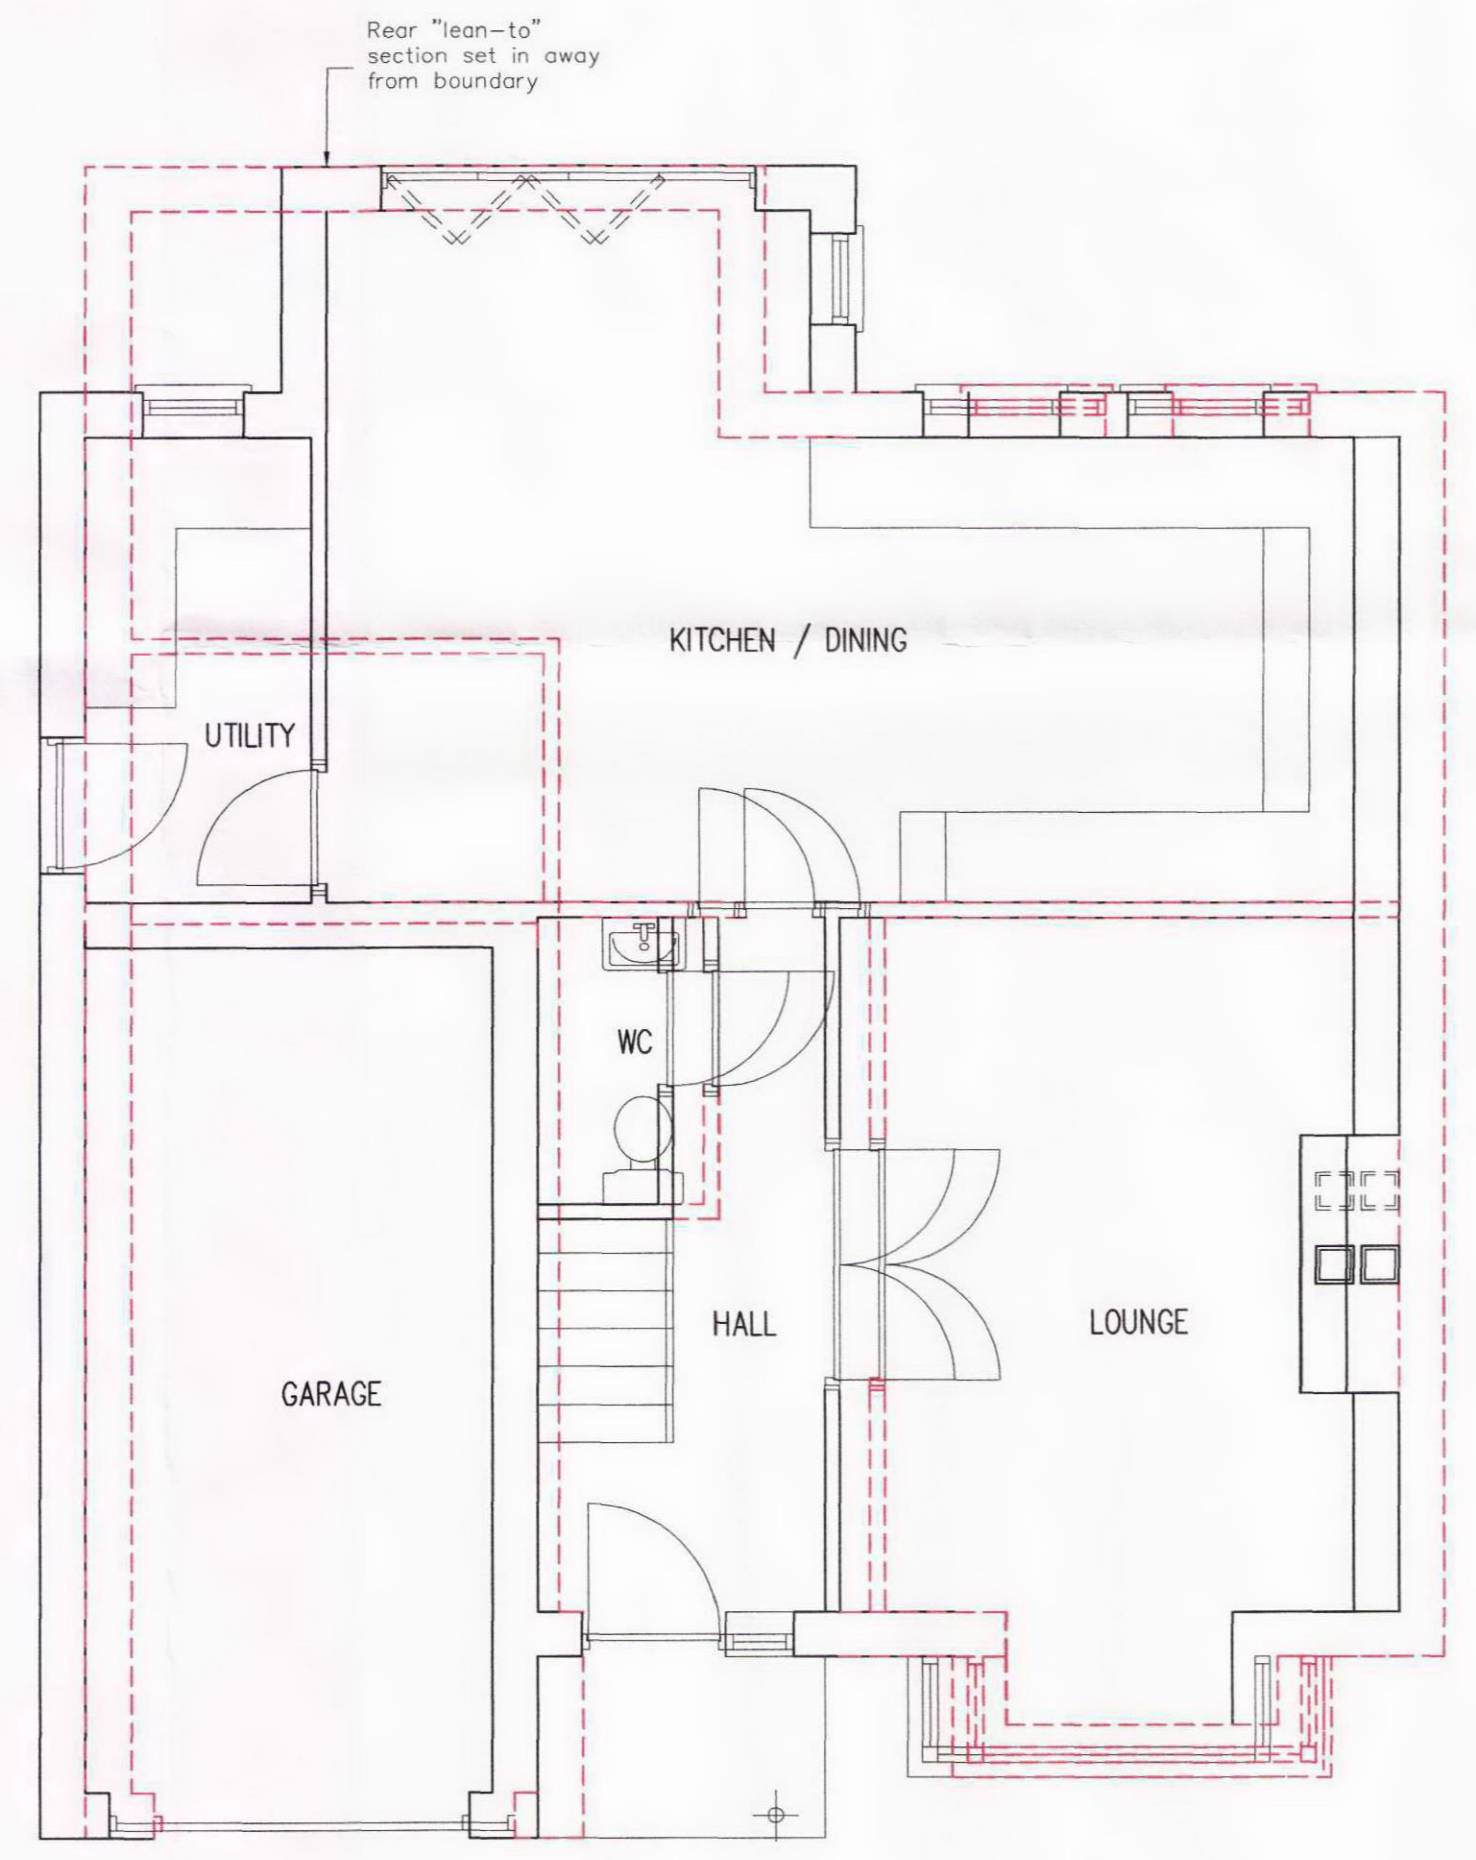 Rear "lean-to"
section set in away
from boundary
KITCHEN / DINING
UTILITY
WC
HALL
LOUNGE
GARAGE